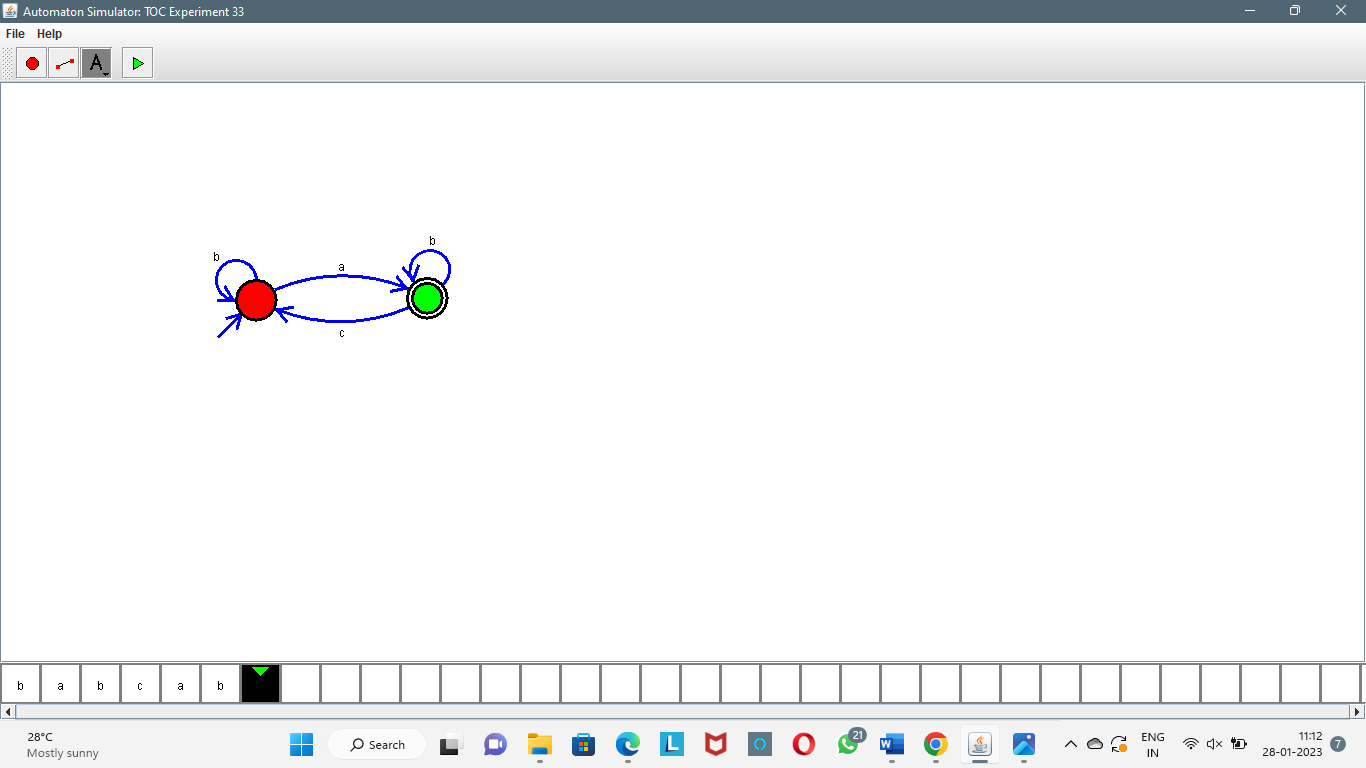 Automaton Simulator: TOC Experiment 33
File Help
A
b
b
a
c
b a b c a b
28°C
Mostly sunny
Search
L
21
W
ENG
IN
11:12
28-01-2023
7